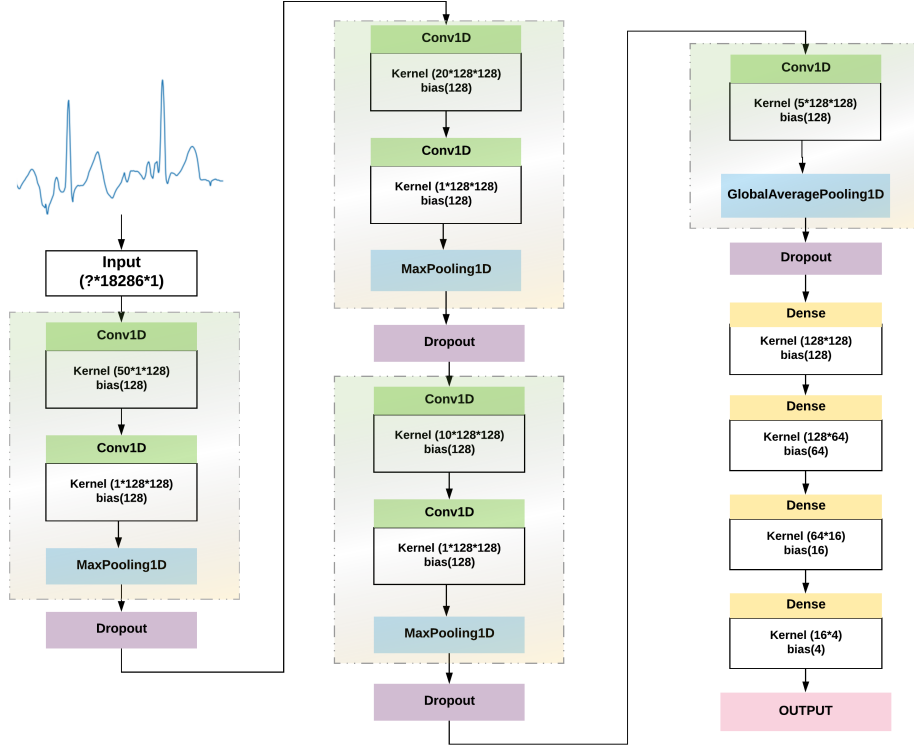 Input
(?*18286*1)
Conv1D
Kernel (50*1*128)
bias(128)
Conv1D
Kernel (1*128*128)
bias(128)
MaxPooling1D
Dropout
Conv1D
Kernel (20*128*128)
bias(128)
Conv1D
Kernel (1*128*128)
bias(128)
MaxPooling1D
Dropout
Conv1D
Kernel (10*128*128)
bias(128)
Conv1D
Kernel (1*128*128)
bias(128)
MaxPooling1D
Dropout
Conv1D
Kernel (5*128*128)
bias(128)
GlobalAveragePooling1D
Dropout
Dense
Kernel (128*128)
bias(128)
Dense
Kernel (128*64)
bias(64)
Dense
Kernel (64*16)
bias(16)
Dense
Kernel (16*4)
bias(4)
OUTPUT